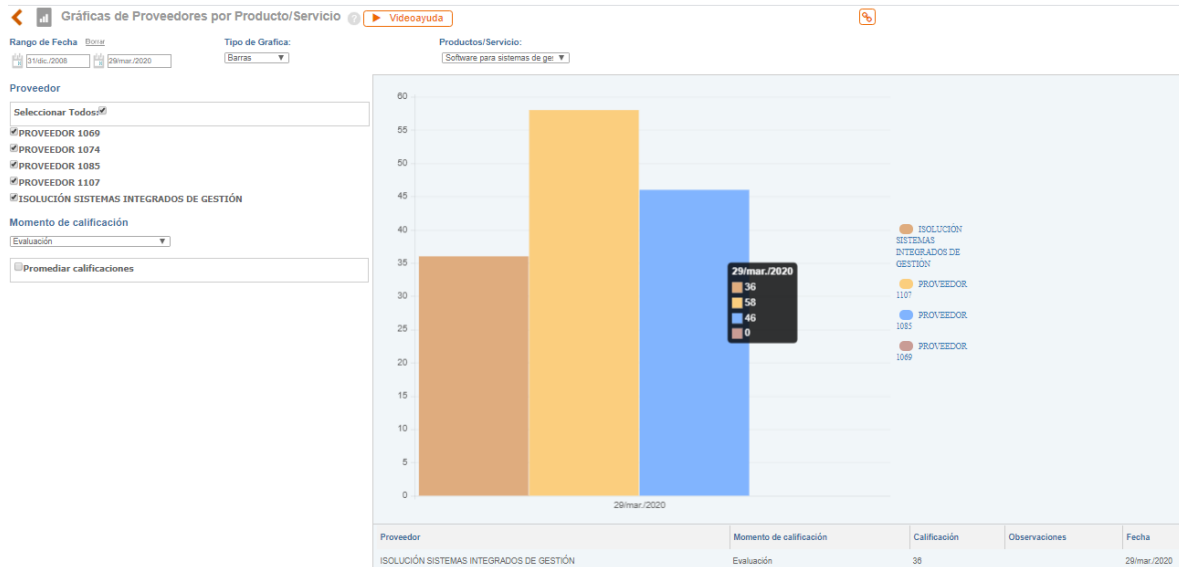 Gráficas de Proveedores por Producto/Servicio ? Videoayuda
Rango de Fecha Borrar
Tipo de Grafica:
Productos/Servicio:
31/dic./2008 29/mar./2020
Barras
Software para sistemas de ges
Proveedor
Seleccionar Todos:
PROVEEDOR 1069
PROVEEDOR 1074
PROVEEDOR 1085
PROVEEDOR 1107
ISOLUCIÓN SISTEMAS INTEGRADOS DE GESTIÓN
Momento de calificación
Evaluación
Promediar calificaciones
60
55
50
45
40
35
30
25
20
15
10
5
0
29/mar./2020
29/mar./2020
36
58
46
0
ISOLUCIÓN
SISTEMAS
INTEGRADOS DE
GESTIÓN
PROVEEDOR
1107
PROVEEDOR
1085
PROVEEDOR
1069
Proveedor Momento de calificación Calificación Observaciones Fecha
ISOLUCIÓN SISTEMAS INTEGRADOS DE GESTIÓN Evaluación 36 29/mar./2020